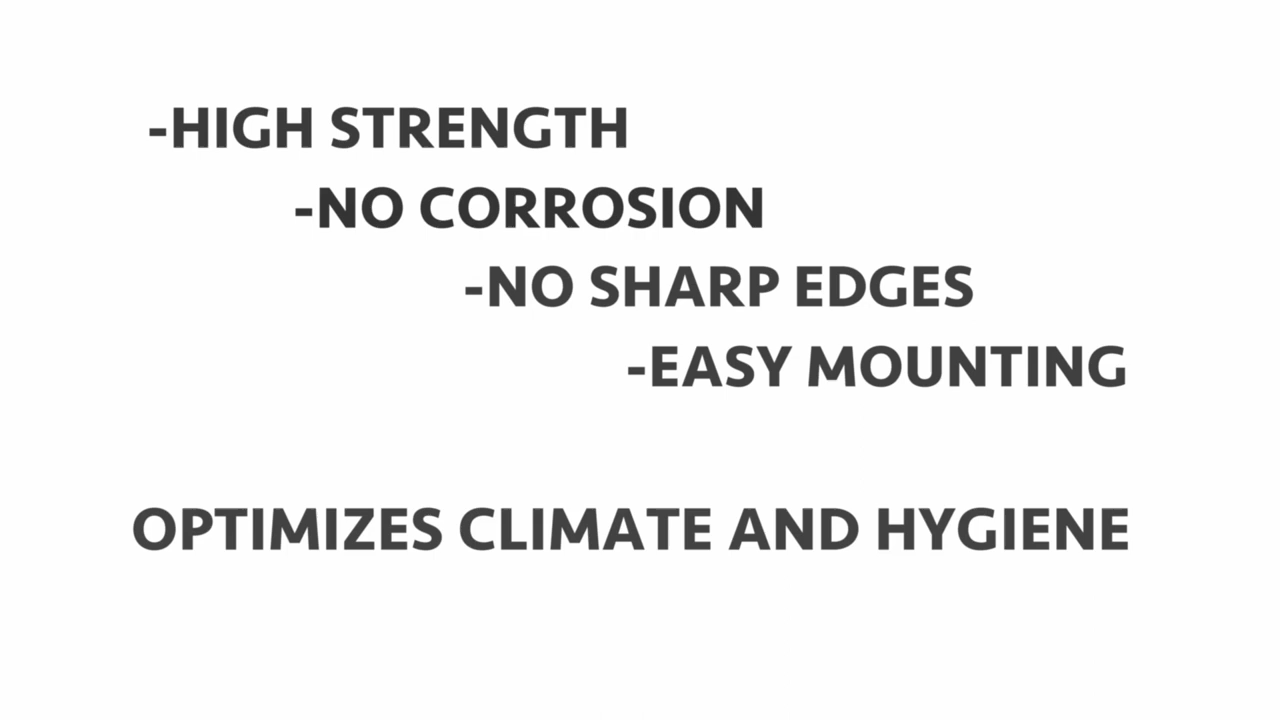 -HIGH STRENGTH
-NO CORROSION
-NO SHARP EDGES
-EASY MOUNTING
OPTIMIZES CLIMATE AND HYGIENE